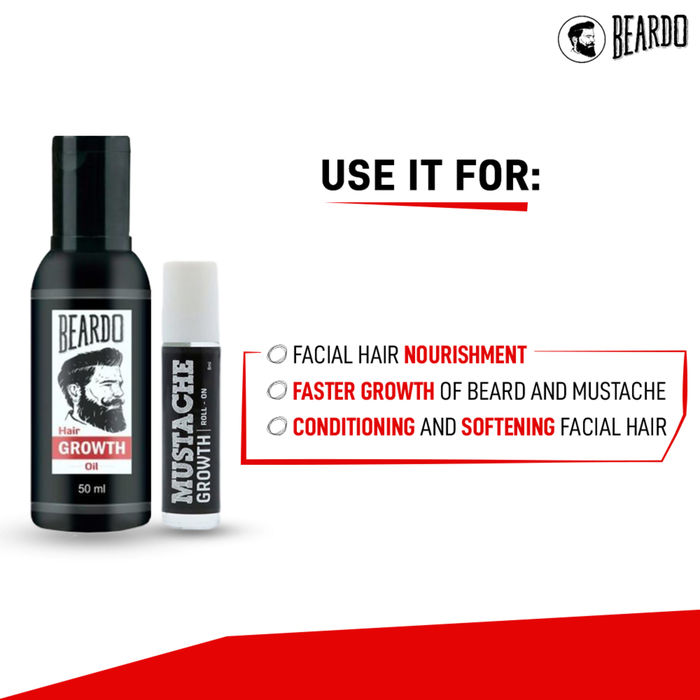 BEARDO
USE IT FOR:
BEARDO
Hair
GROWTH
Oil
50 ml
MUSTACHE
GROWTH ROLL - ON
8ml
FACIAL HAIR NOURISHMENT
FASTER GROWTH OF BEARD AND MUSTACHE
CONDITIONING AND SOFTENING FACIAL HAIR